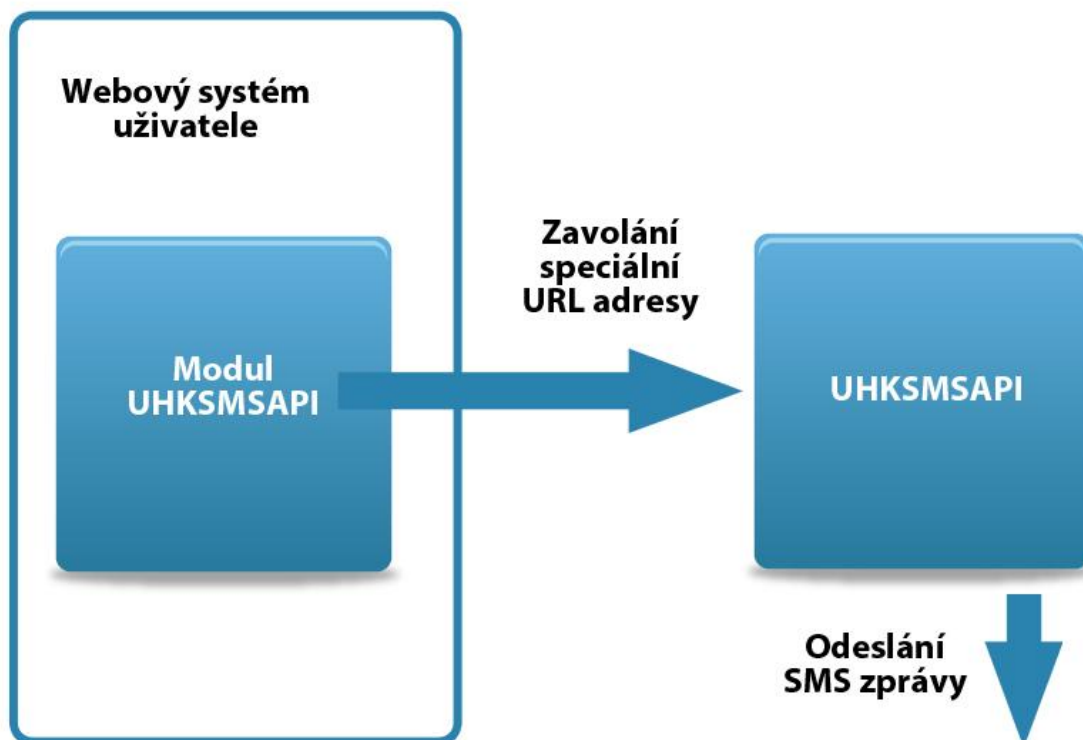 Webový systém
uživatele
Zavolání
speciální
URL adresy
Modul
UHKSMSAPI
UHKSMSAPI
Odeslání
SMS zprávy